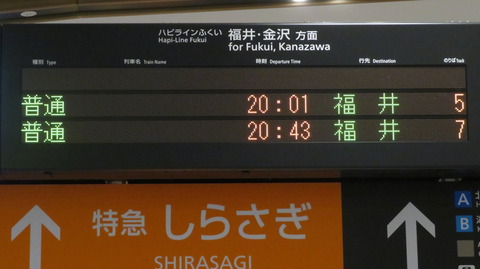 ハピラインふくい 福井・金沢 方面
Hapi-Line Fukui for Fukui, Kanazawa
種別 Type 列車名 Train Name 時刻 Departure Time 行先 Destination のりば Track
普通 20:01 福井 5
普通 20:43 福井 7
特急 しらさぎ
SHIRASAGI
A
B